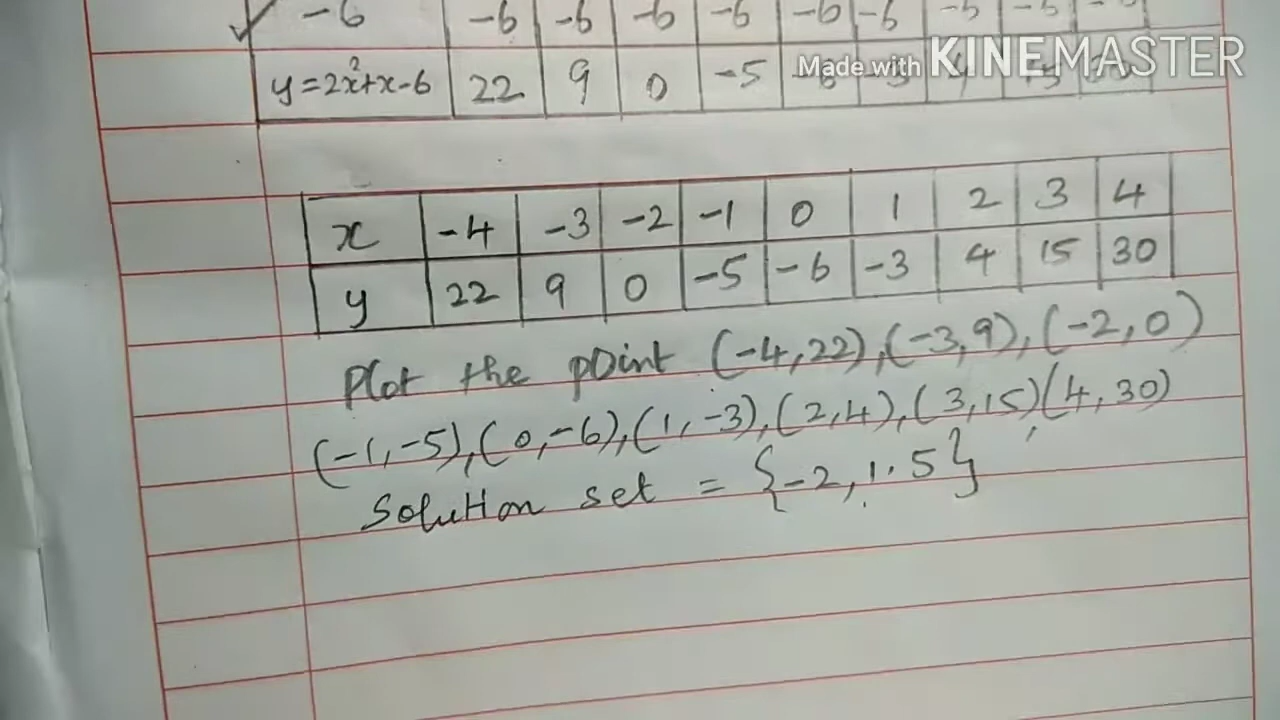 -6 -6 -6 -6 -6 -6 -6
Made with KINEMASTER
y=2x²+x-6 22 9 0 -5
x -4 -3 -2 -1 0 1 2 3 4
y 22 9 0 -5 -6 -3 4 15 30
Plot the point (-4,22),(-3,9),(-2,0)
(-1,-5),(0,-6),(1,-3),(2,4),(3,15)(4,30)
Solution set = {-2,1.5}